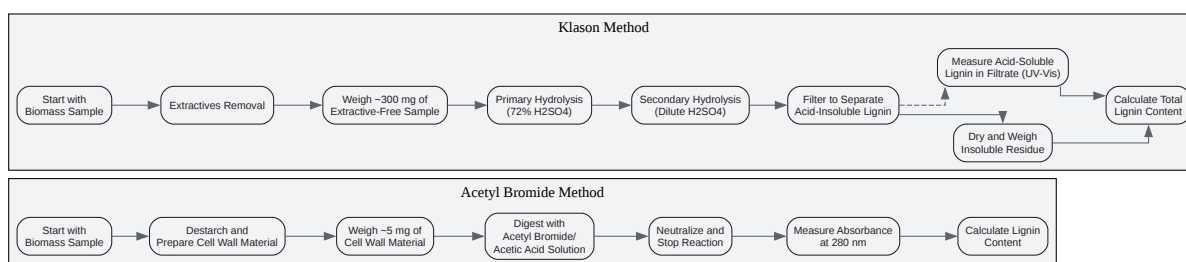 Klason Method
Start with
Biomass Sample
Extractives Removal
Weigh ~300 mg of
Extractive-Free Sample
Primary Hydrolysis
(72% H2SO4)
Secondary Hydrolysis
(Dilute H2SO4)
Filter to Separate
Acid-Insoluble Lignin
Measure Acid-Soluble
Lignin in Filtrate (UV-Vis)
Dry and Weigh
Insoluble Residue
Calculate Total
Lignin Content
Acetyl Bromide Method
Start with
Biomass Sample
Destarch and
Prepare Cell Wall Material
Weigh ~5 mg of
Cell Wall Material
Digest with
Acetyl Bromide/
Acetic Acid Solution
Neutralize and
Stop Reaction
Measure Absorbance
at 280 nm
Calculate Lignin
Content